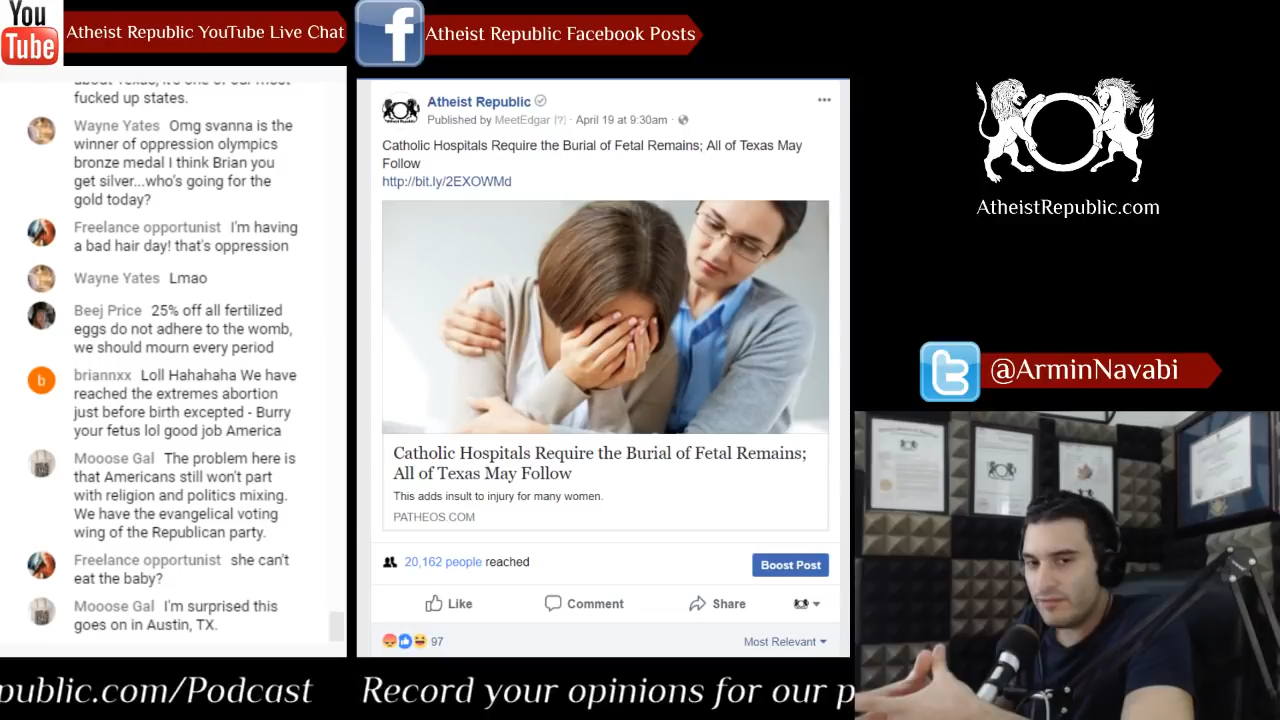 You
Tube
Atheist Republic YouTube Live Chat
f
Atheist Republic Facebook Posts
about Texas, it's one of our most
fucked up states.
Wayne Yates Omg svanna is the
winner of oppression olympics
bronze medal I think Brian you
get silver...who's going for the
gold today?
Freelance opportunist I'm having
a bad hair day! that's oppression
Wayne Yates Lmao
Beej Price 25% off all fertilized
eggs do not adhere to the womb,
we should mourn every period
b
briannxx Loll Hahahaha We have
reached the extremes abortion
just before birth excepted - Burry
your fetus lol good job America
Mooose Gal The problem here is
that Americans still won't part
with religion and politics mixing.
We have the evangelical voting
wing of the Republican party.
Freelance opportunist she can't
eat the baby?
Mooose Gal I'm surprised this
goes on in Austin, TX.
Atheist Republic
Published by MeetEdgar [?] · April 19 at 9:30am ·
Catholic Hospitals Require the Burial of Fetal Remains; All of Texas May
Follow
http://bit.ly/2EXOWMd
Catholic Hospitals Require the Burial of Fetal Remains;
All of Texas May Follow
This adds insult to injury for many women.
PATHEOS.COM
20,162 people reached
Boost Post
Like
Comment
Share
97
Most Relevant
AtheistRepublic.com
t
@ArminNavabi
public.com/Podcast
Record your opinions for our p